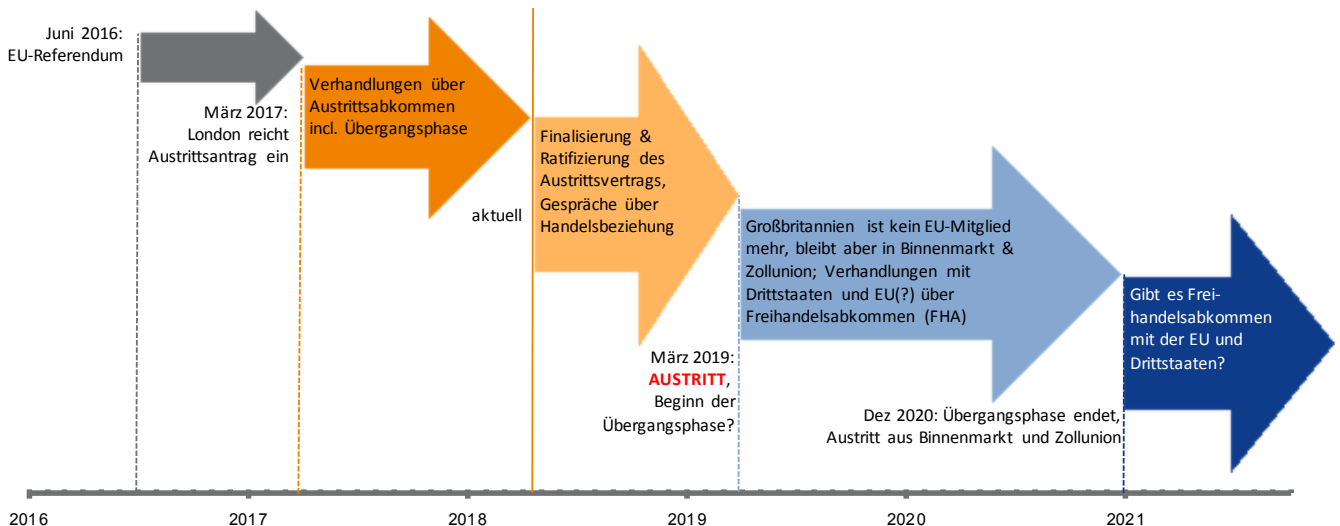 Juni 2016:
EU-Referendum
März 2017:
London reicht
Austrittsantrag ein
Verhandlungen über
Austrittsabkommen
incl. Übergangsphase
aktuell
Finalisierung &
Ratifizierung des
Austrittsvertrags,
Gespräche über
Handelsbeziehung
März 2019:
AUSTRITT,
Beginn der
Übergangsphase?
Großbritannien ist kein EU-Mitglied
mehr, bleibt aber in Binnenmarkt &
Zollunion; Verhandlungen mit
Drittstaaten und EU(?) über
Freihandelsabkommen (FHA)
Dez 2020: Übergangsphase endet,
Austritt aus Binnenmarkt und Zollunion
Gibt es Frei-
handelsabkommen
mit der EU und
Drittstaaten?
2016 2017 2018 2019 2020 2021